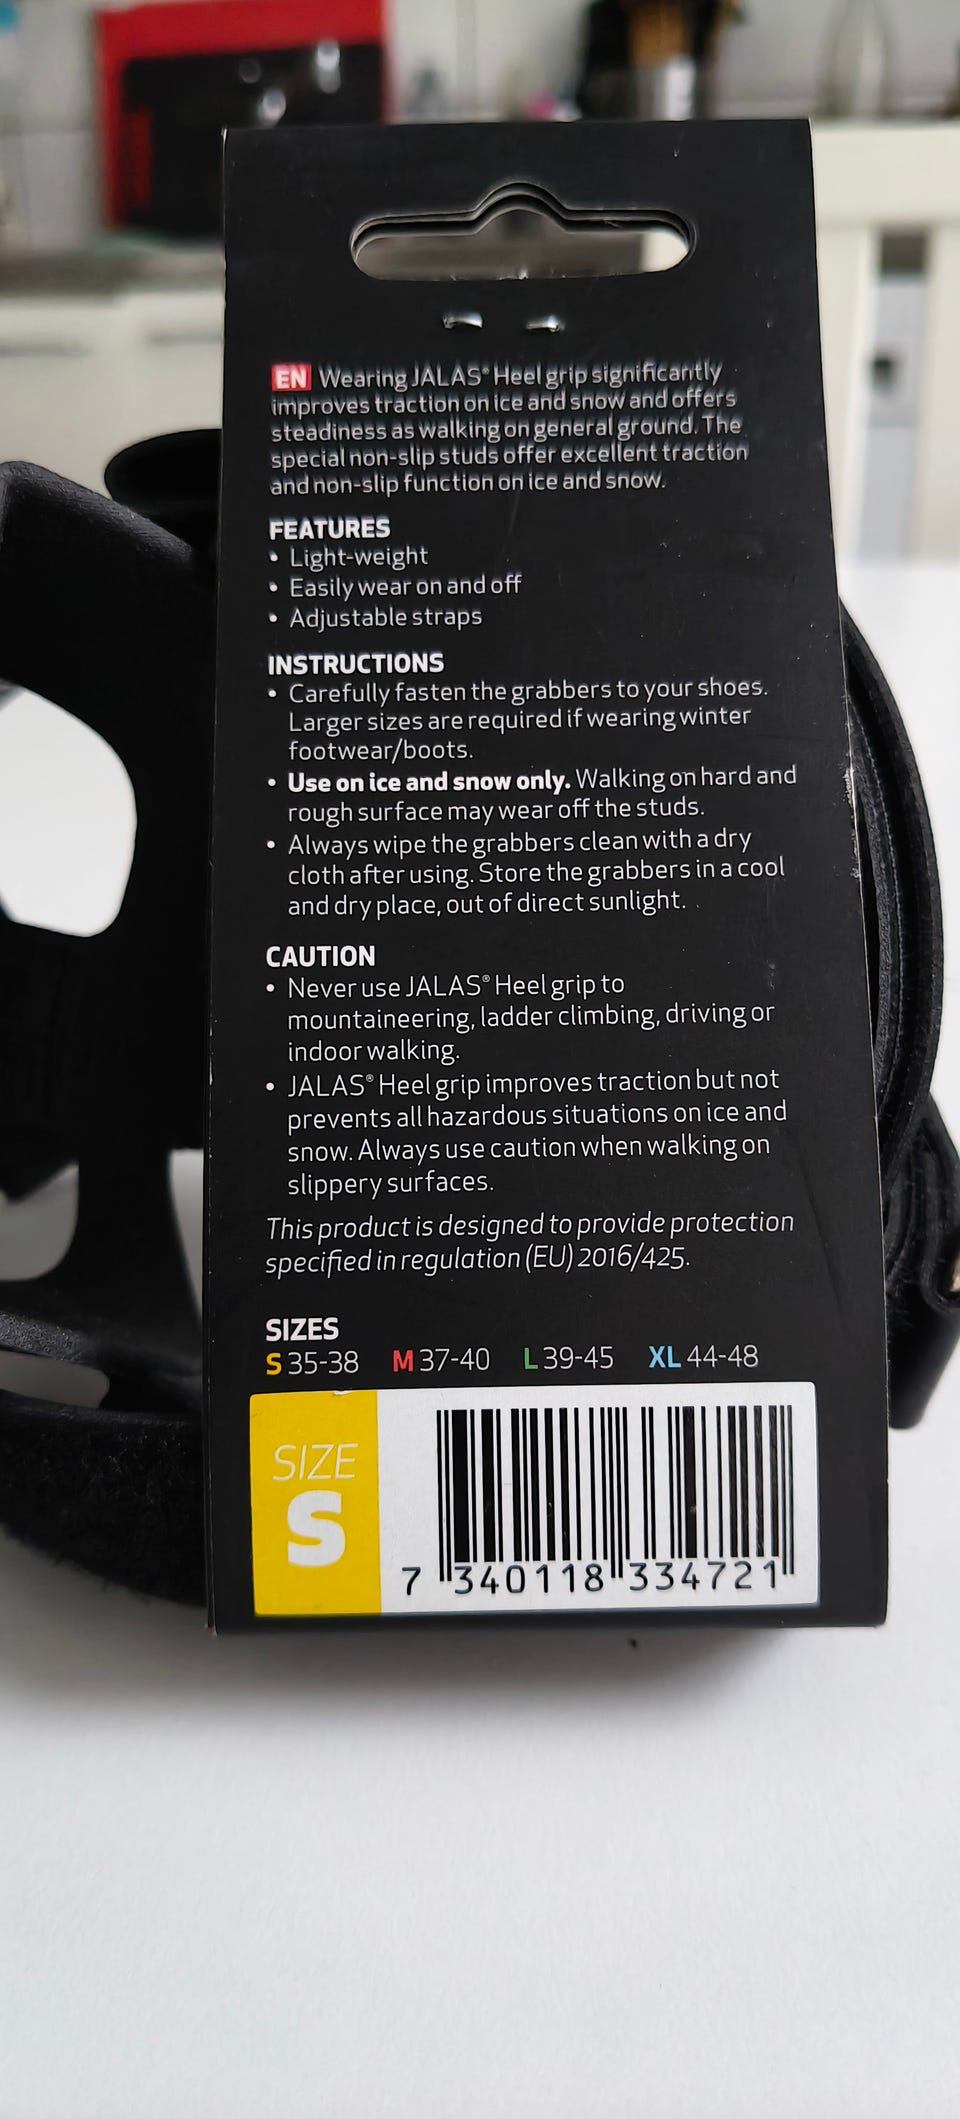 EN Wearing JALAS® Heel grip significantly
improves traction on ice and snow and offers
steadiness as walking on general ground. The
special non-slip studs offer excellent traction
and non-slip function on ice and snow.
FEATURES
• Light-weight
• Easily wear on and off
• Adjustable straps
INSTRUCTIONS
• Carefully fasten the grabbers to your shoes.
Larger sizes are required if wearing winter
footwear/boots.
• Use on ice and snow only. Walking on hard and
rough surface may wear off the studs.
• Always wipe the grabbers clean with a dry
cloth after using. Store the grabbers in a cool
and dry place, out of direct sunlight.
CAUTION
• Never use JALAS® Heel grip to
mountaineering, ladder climbing, driving or
indoor walking.
• JALAS® Heel grip improves traction but not
prevents all hazardous situations on ice and
snow. Always use caution when walking on
slippery surfaces.
This product is designed to provide protection
specified in regulation (EU) 2016/425.
SIZES
S 35-38 M 37-40 L 39-45 XL 44-48
SIZE
S
7 340118 334721